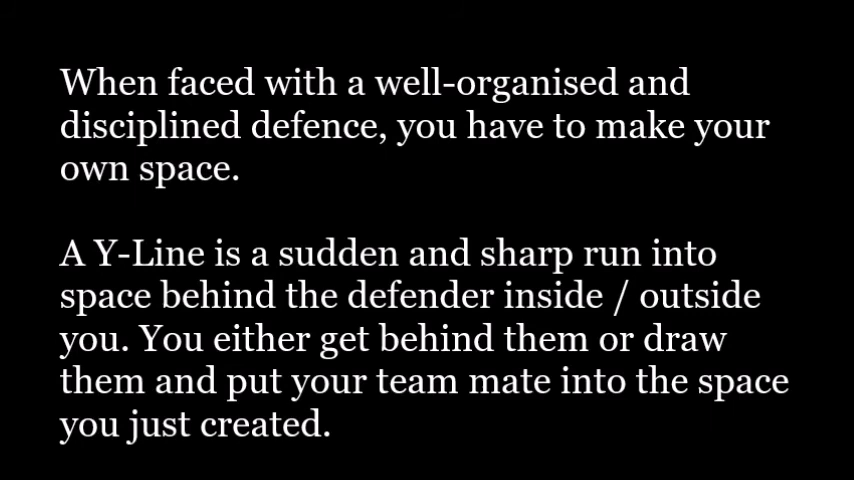 When faced with a well-organised and
disciplined defence, you have to make your
own space.
A Y-Line is a sudden and sharp run into
space behind the defender inside / outside
you. You either get behind them or draw
them and put your team mate into the space
you just created.